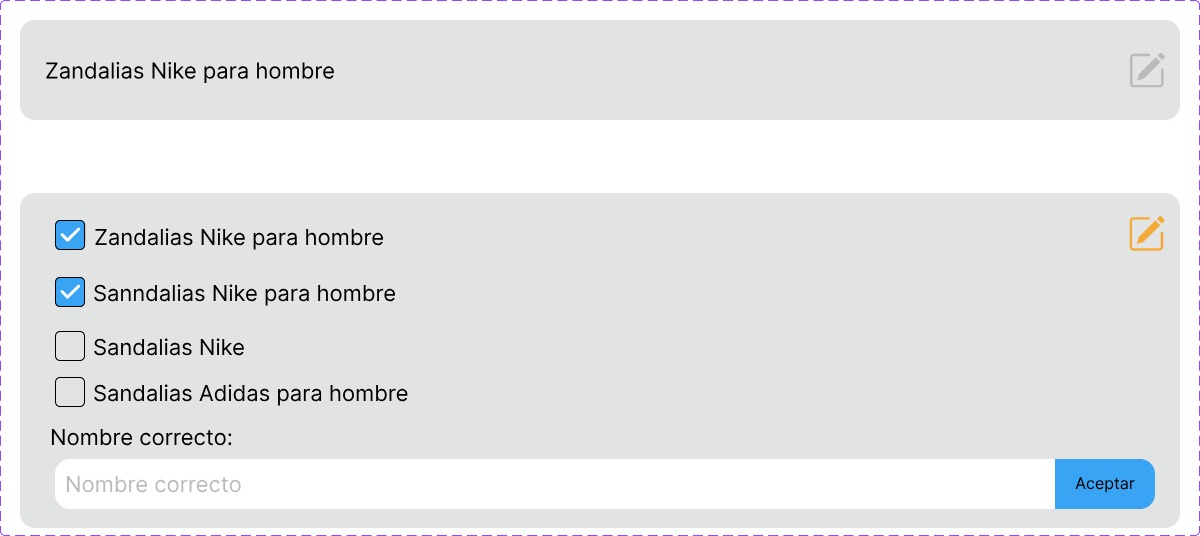 Zandalias Nike para hombre
Zandalias Nike para hombre
Sanndalias Nike para hombre
Sandalias Nike
Sandalias Adidas para hombre
Nombre correcto:
Nombre correcto
Aceptar